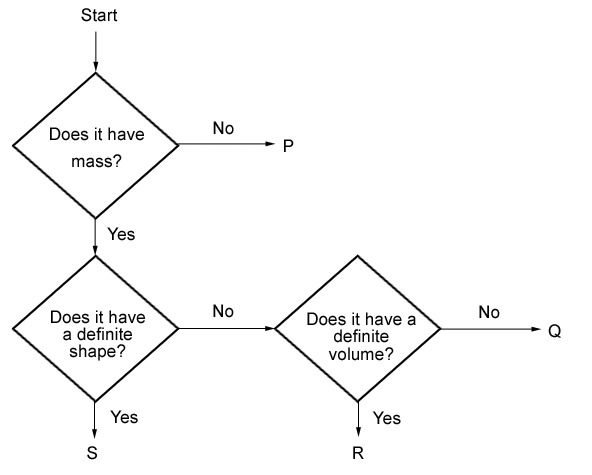 Start
Does it have
mass?
No
P
Yes
Does it have
a definite
shape?
No
Does it have a
definite
volume?
No
Q
Yes
S
Yes
R